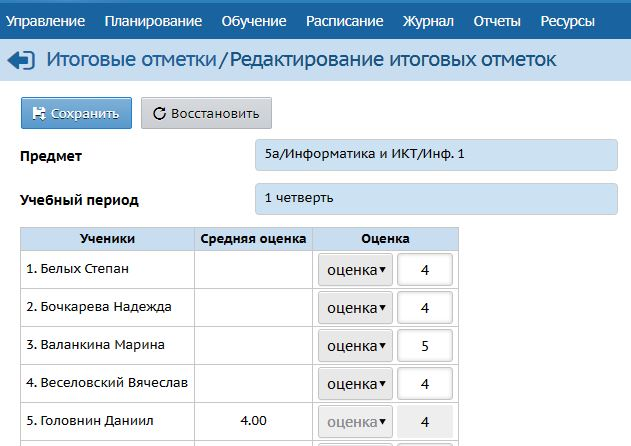 Управление Планирование Обучение Расписание Журнал Отчеты Ресурсы
Итоговые отметки/Редактирование итоговых отметок
Сохранить Восстановить
Предмет 5а/Информатика и ИКТ/Инф. 1
Учебный период 1 четверть
Ученики Средняя оценка Оценка
1. Белых Степан оценка 4
2. Бочкарева Надежда оценка 4
3. Валанкина Марина оценка 5
4. Веселовский Вячеслав оценка 4
5. Головнин Даниил 4.00 оценка 4